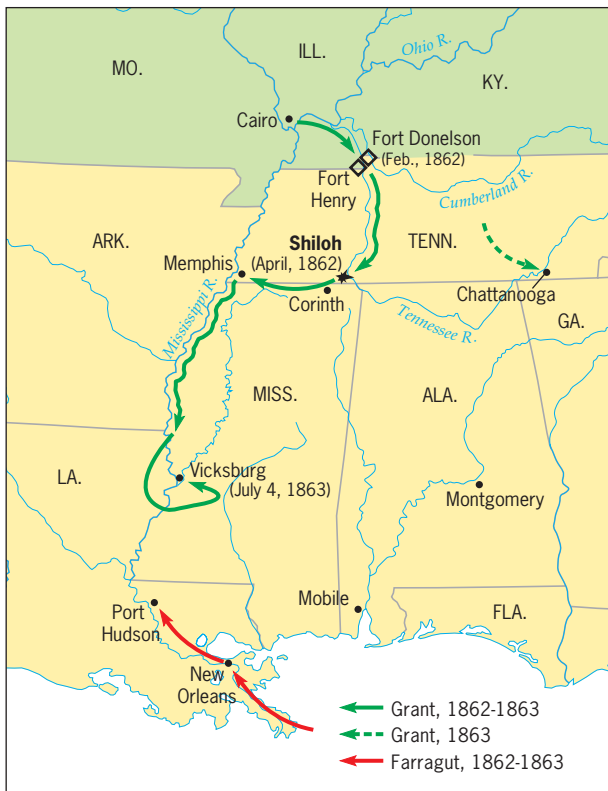 ILL.
Ohio R.
MO.
KY.
Cairo
Fort Donelson
(Feb., 1862)
Fort
Henry
Cumberland R.
ARK.
Shiloh
(April, 1862)
TENN.
Memphis
Mississippi R.
Corinth
Chattanooga
Tennessee R.
GA.
MISS.
ALA.
LA.
Vicksburg
(July 4, 1863)
Montgomery
Port
Hudson
Mobile
FLA.
New
Orleans
Grant, 1862-1863
Grant, 1863
Farragut, 1862-1863